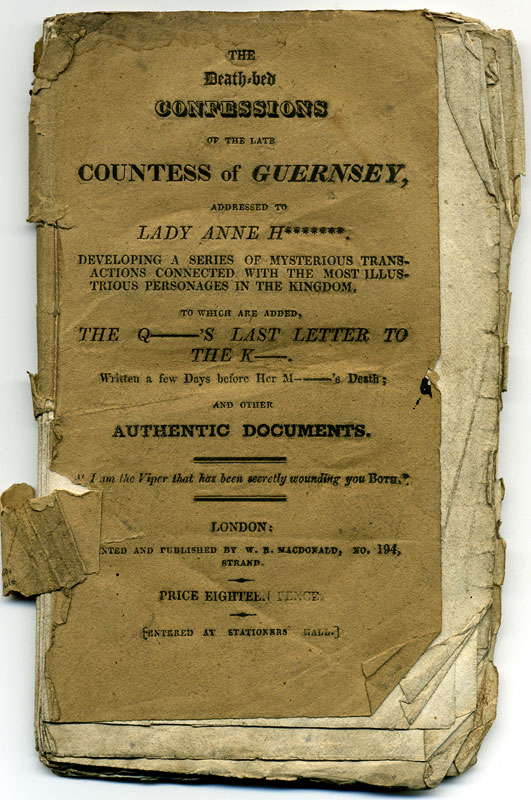 THE
Death-bed
CONFESSIONS
OF THE LATE
COUNTESS of GUERNSEY,
ADDRESSED TO
LADY ANNE H*******.
DEVELOPING A SERIES OF MYSTERIOUS TRANS-
ACTIONS CONNECTED WITH THE MOST ILLUS-
TRIOUS PERSONAGES IN THE KINGDOM.
TO WHICH ARE ADDED,
THE Q——'S LAST LETTER TO
THE K——.
Written a few Days before Her M——'s Death;
AND OTHER
AUTHENTIC DOCUMENTS.
"I am the Viper that has been secretly wounding you BOTH."
LONDON:
NTED AND PUBLISHED BY W. R. MACDONALD, NO. 194,
STRAND.
PRICE EIGHTEEN PENCE.
[ENTERED AT STATIONERS' HALL.]